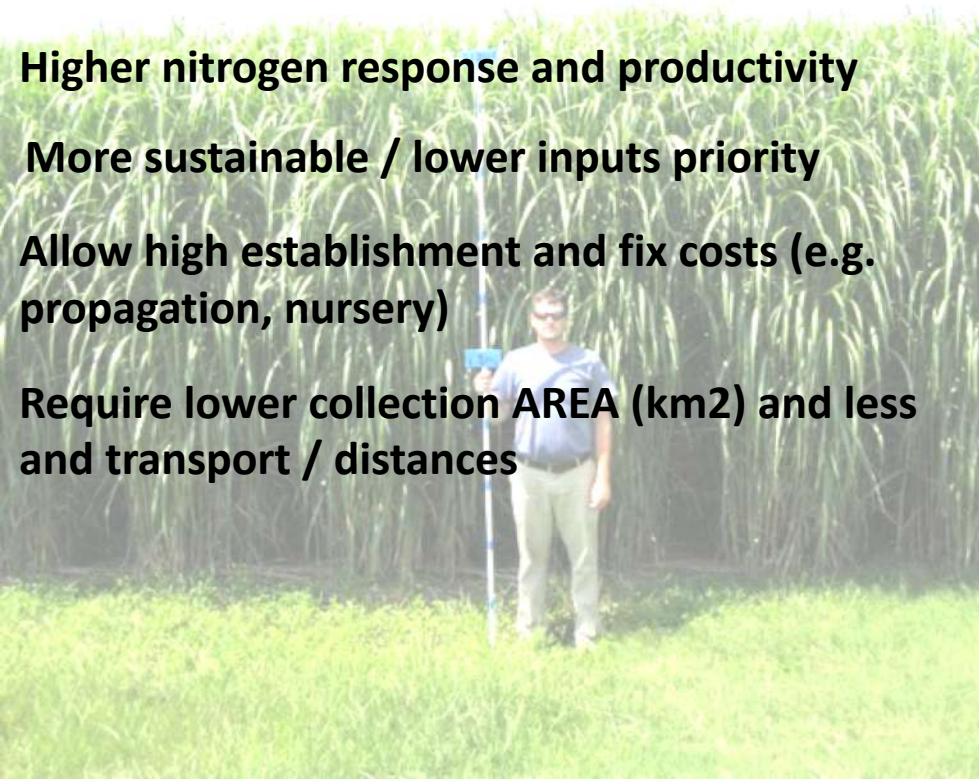 Higher nitrogen response and productivity
More sustainable / lower inputs priority
Allow high establishment and fix costs (e.g.
propagation, nursery)
Require lower collection AREA (km2) and less
and transport / distances